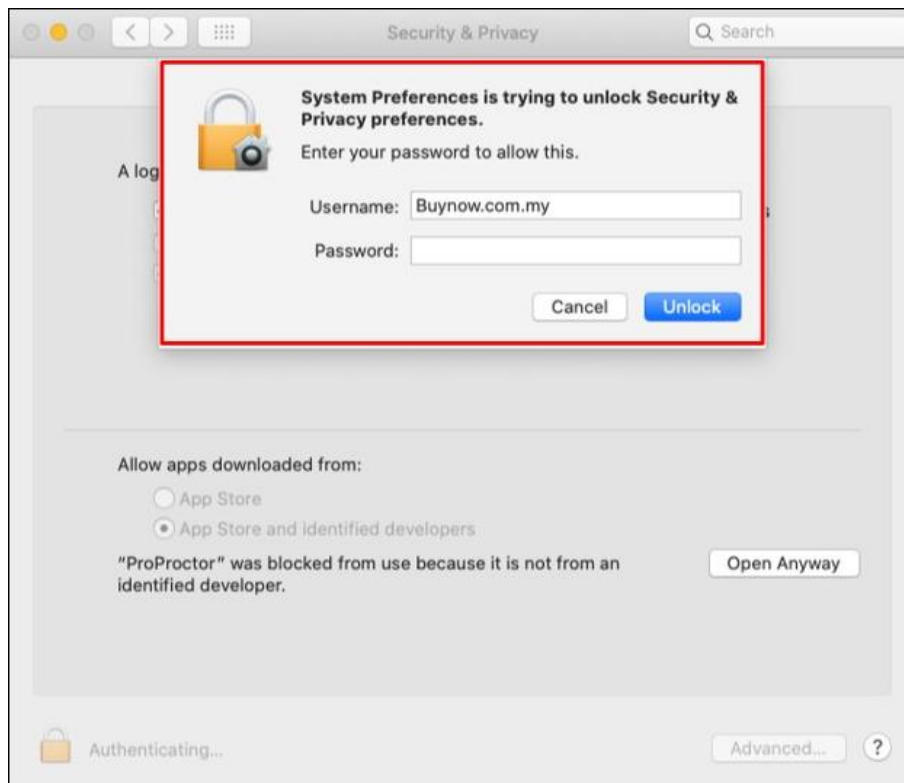 Security & Privacy
Search
System Preferences is trying to unlock Security &
Privacy preferences.
Enter your password to allow this.
Username: Buynow.com.my
Password:
Cancel
Unlock
A log
Allow apps downloaded from:
App Store
App Store and identified developers
"ProProctor" was blocked from use because it is not from an
identified developer.
Open Anyway
Authenticating...
Advanced...
?